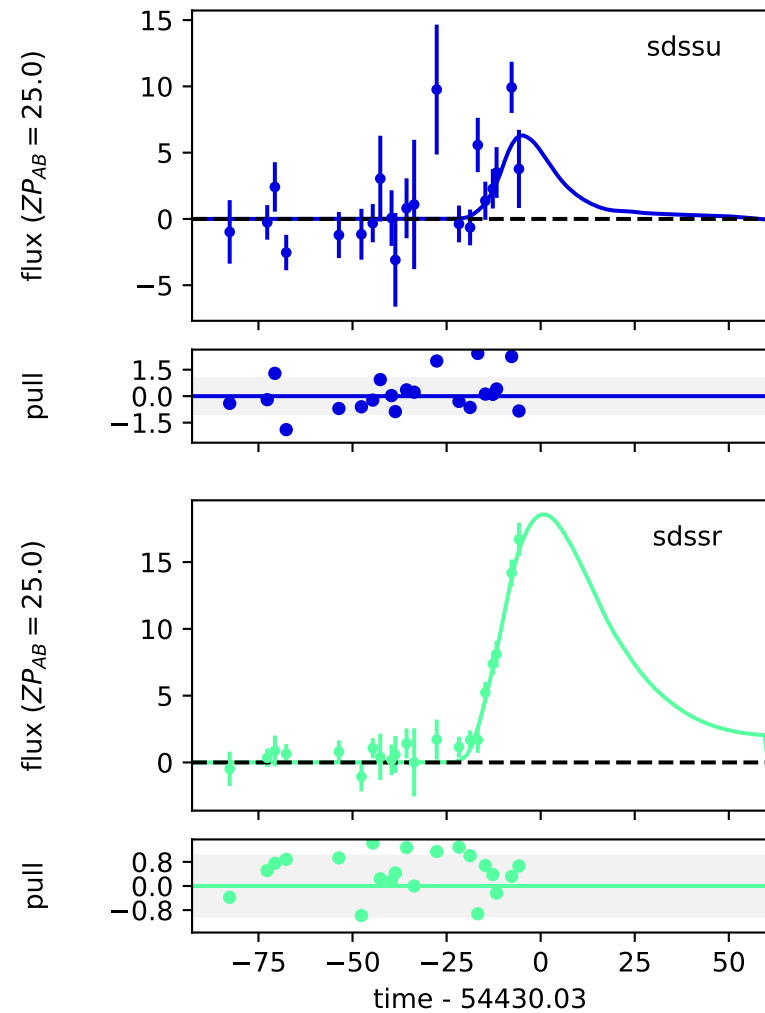 15
sdssu
10
5
0
−5
flux (ZP_AB = 25.0)
1.5
0.0
−1.5
pull
sdssr
15
10
5
0
flux (ZP_AB = 25.0)
0.8
0.0
−0.8
pull
−75 −50 −25 0 25 50
time - 54430.03